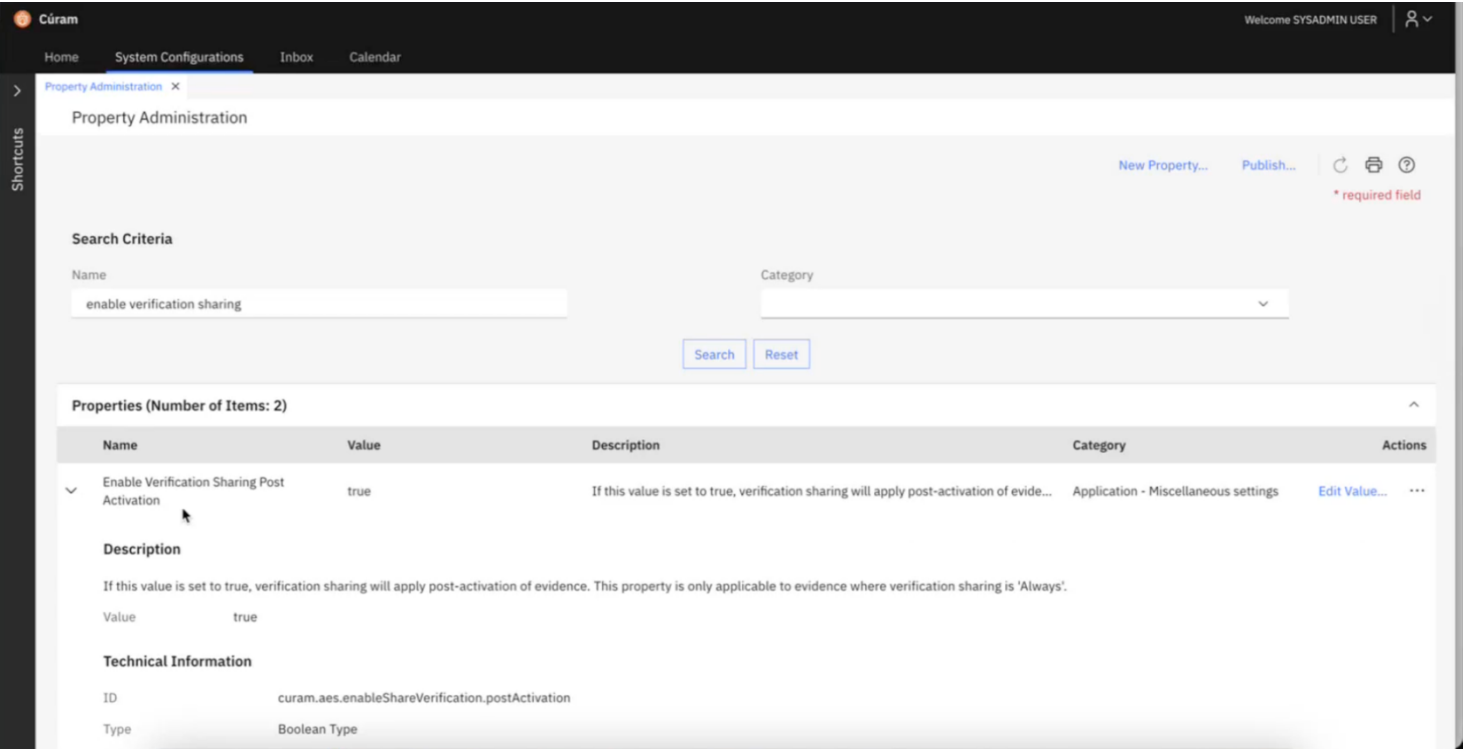 Cúram
Welcome SYSADMIN USER
Home System Configurations Inbox Calendar
Property Administration
Shortcuts
Property Administration
New Property... Publish...
* required field
Search Criteria
Name Category
enable verification sharing
Search Reset
Properties (Number of Items: 2)
Name Value Description Category Actions
Enable Verification Sharing Post
Activation
true If this value is set to true, verification sharing will apply post-activation of evide... Application - Miscellaneous settings Edit Value...
Description
If this value is set to true, verification sharing will apply post-activation of evidence. This property is only applicable to evidence where verification sharing is 'Always'.
Value true
Technical Information
ID curam.aes.enableShareVerification.postActivation
Type Boolean Type